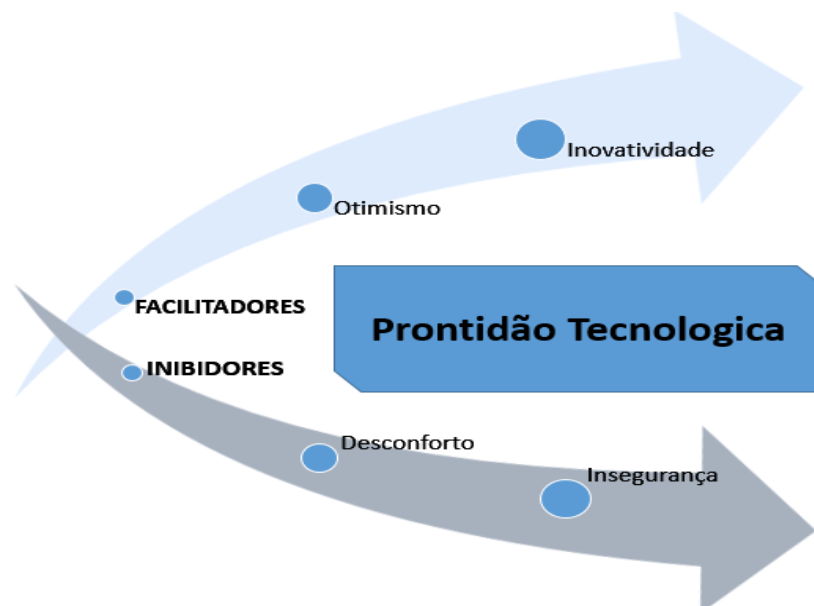 Inovatividade
Otimismo
FACILITADORES
Prontidão Tecnologica
INIBIDORES
Desconforto
Insegurança